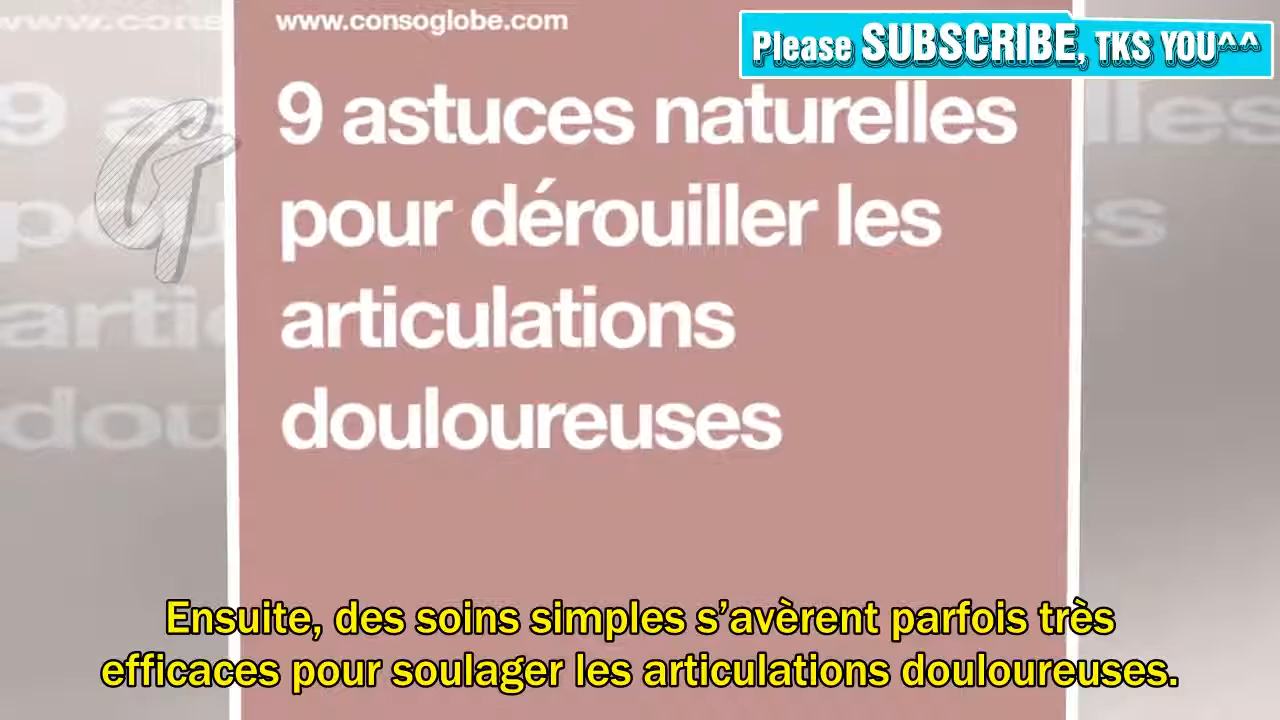 www.consoglobe.com
Please SUBSCRIBE, TKS YOU^^
9 astuces naturelles
pour dérouiller les
articulations
douloureuses
Ensuite, des soins simples s’avèrent parfois très
efficaces pour soulager les articulations douloureuses.